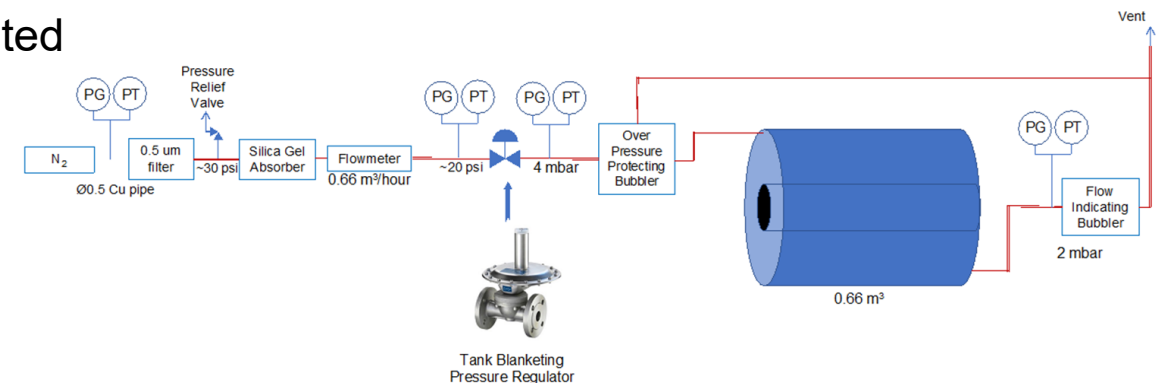 ted
Vent
Pressure
Relief
Valve
PG PT
PG PT
PG PT
PG PT
N2
0.5 um
filter
~30 psi
Silica Gel
Absorber
Flowmeter
0.66 m³/hour
~20 psi
4 mbar
Over
Pressure
Protecting
Bubbler
Flow
Indicating
Bubbler
2 mbar
Ø0.5 Cu pipe
0.66 m³
Tank Blanketing
Pressure Regulator